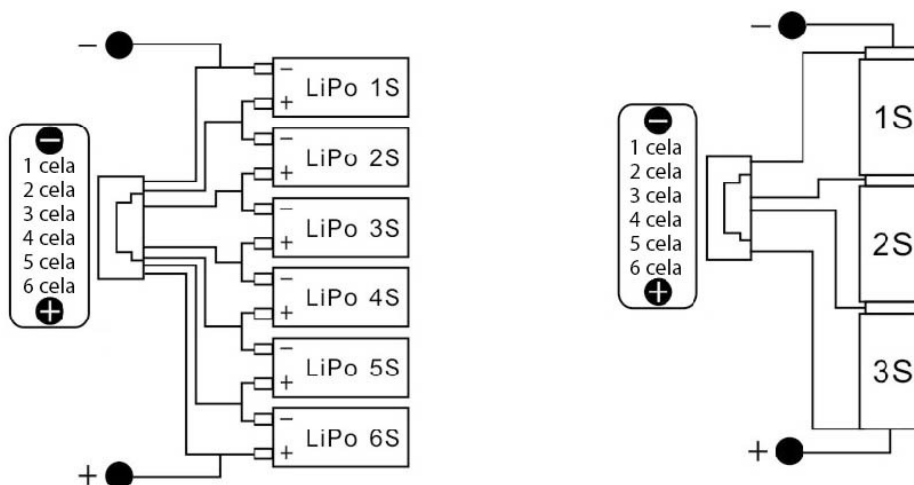 −
− LiPo 1S
+
− LiPo 2S
+
− LiPo 3S
+
− LiPo 4S
+
− LiPo 5S
+
− LiPo 6S
+
+
−
1 cela
2 cela
3 cela
4 cela
5 cela
6 cela
+
−
1S
2S
3S
+
−
1 cela
2 cela
3 cela
4 cela
5 cela
6 cela
+